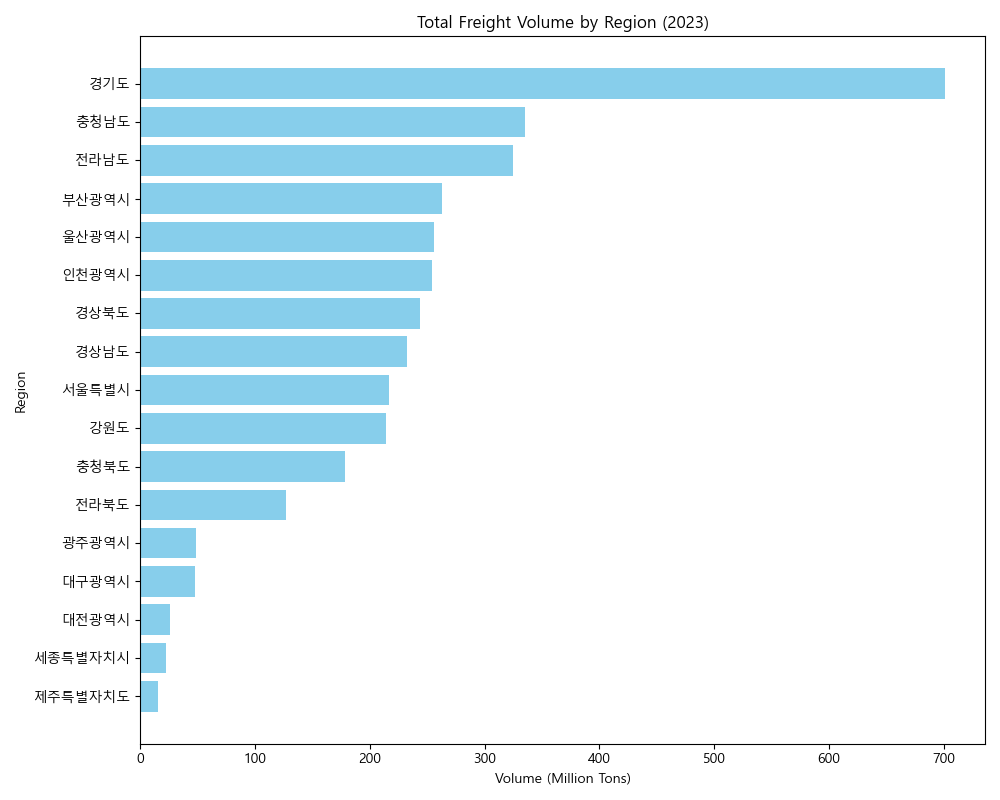 Total Freight Volume by Region (2023)
경기도
충청남도
전라남도
부산광역시
울산광역시
인천광역시
경상북도
경상남도
서울특별시
강원도
충청북도
전라북도
광주광역시
대구광역시
대전광역시
세종특별자치시
제주특별자치도
Region
0 100 200 300 400 500 600 700
Volume (Million Tons)